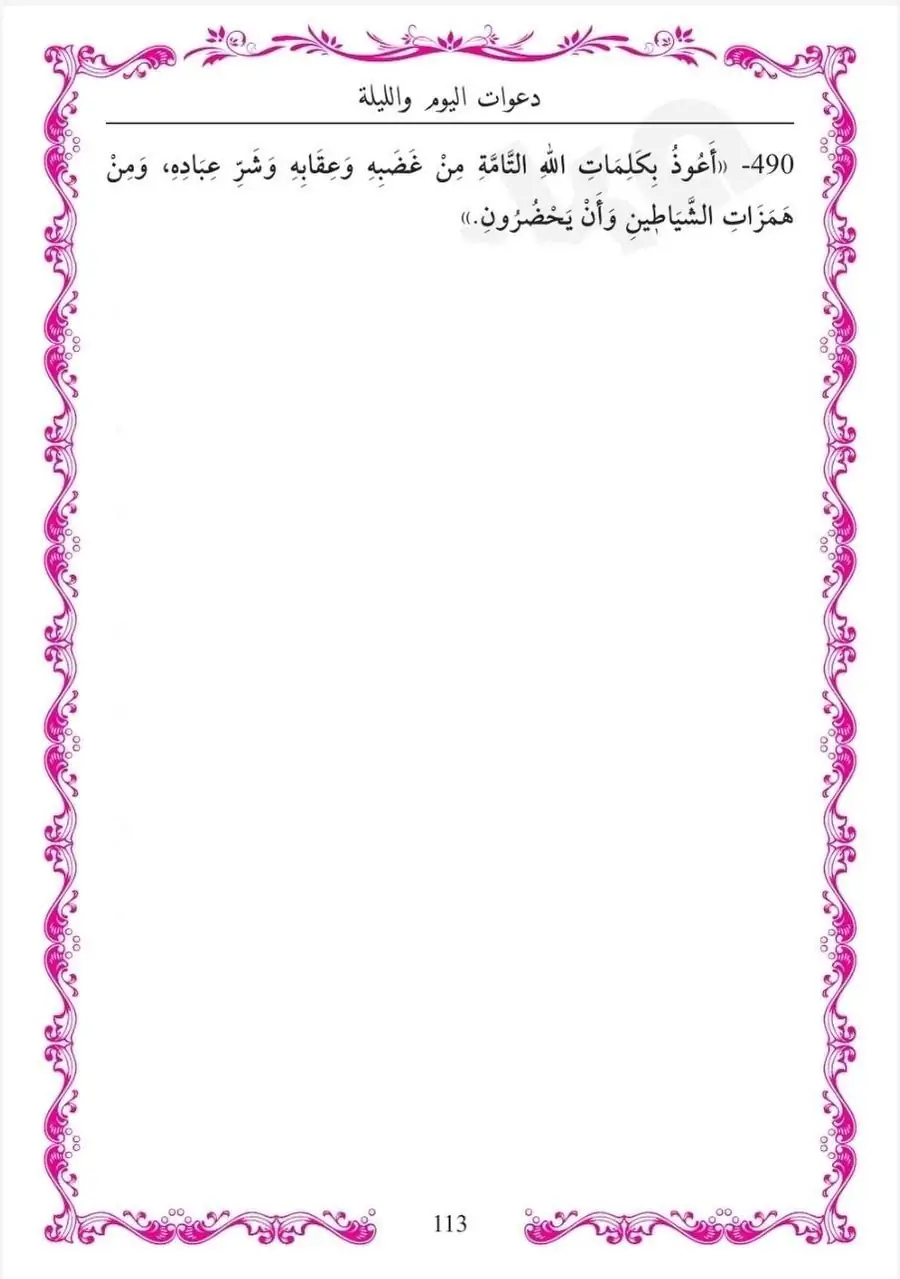 دعوات اليوم والليلة
490- «أَعُوذُ بِكَلِمَاتِ اللهِ التَّامَّةِ مِنْ غَضَبِهِ وَعِقَابِهِ وَشَرِّ عِبَادِهِ، وَمِنْ
هَمَزَاتِ الشَّيَاطِينِ وَأَنْ يَحْضُرُونِ.»
113